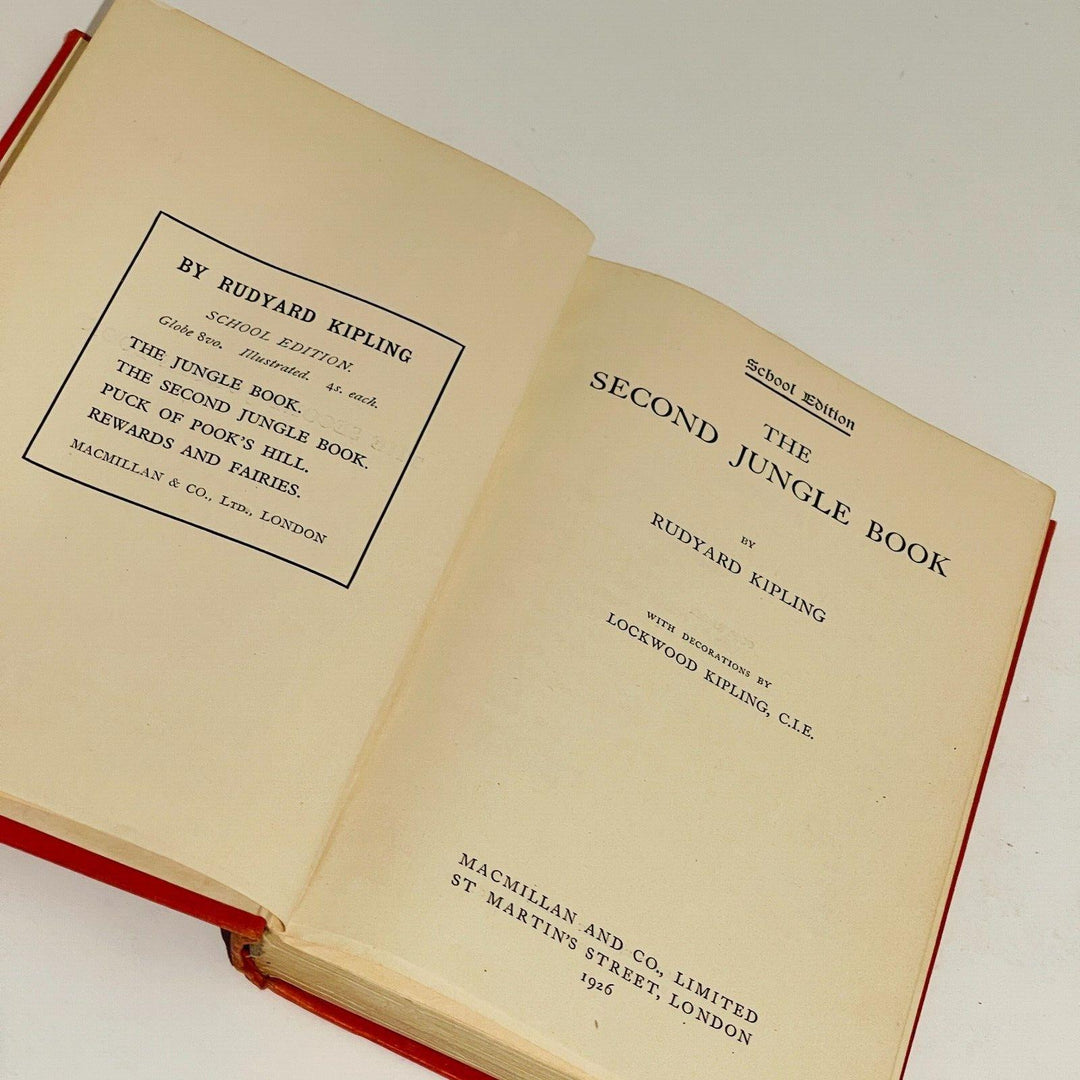 BY RUDYARD KIPLING
SCHOOL EDITION.
Globe 8vo. Illustrated. 4s. each.
THE JUNGLE BOOK.
THE SECOND JUNGLE BOOK.
PUCK OF POOK'S HILL.
REWARDS AND FAIRIES.
MACMILLAN & CO., LTD., LONDON
School Edition
THE
SECOND JUNGLE BOOK
BY
RUDYARD KIPLING
WITH DECORATIONS BY
LOCKWOOD KIPLING, C.I.E.
MACMILLAN AND CO., LIMITED
ST MARTIN'S STREET, LONDON
1926